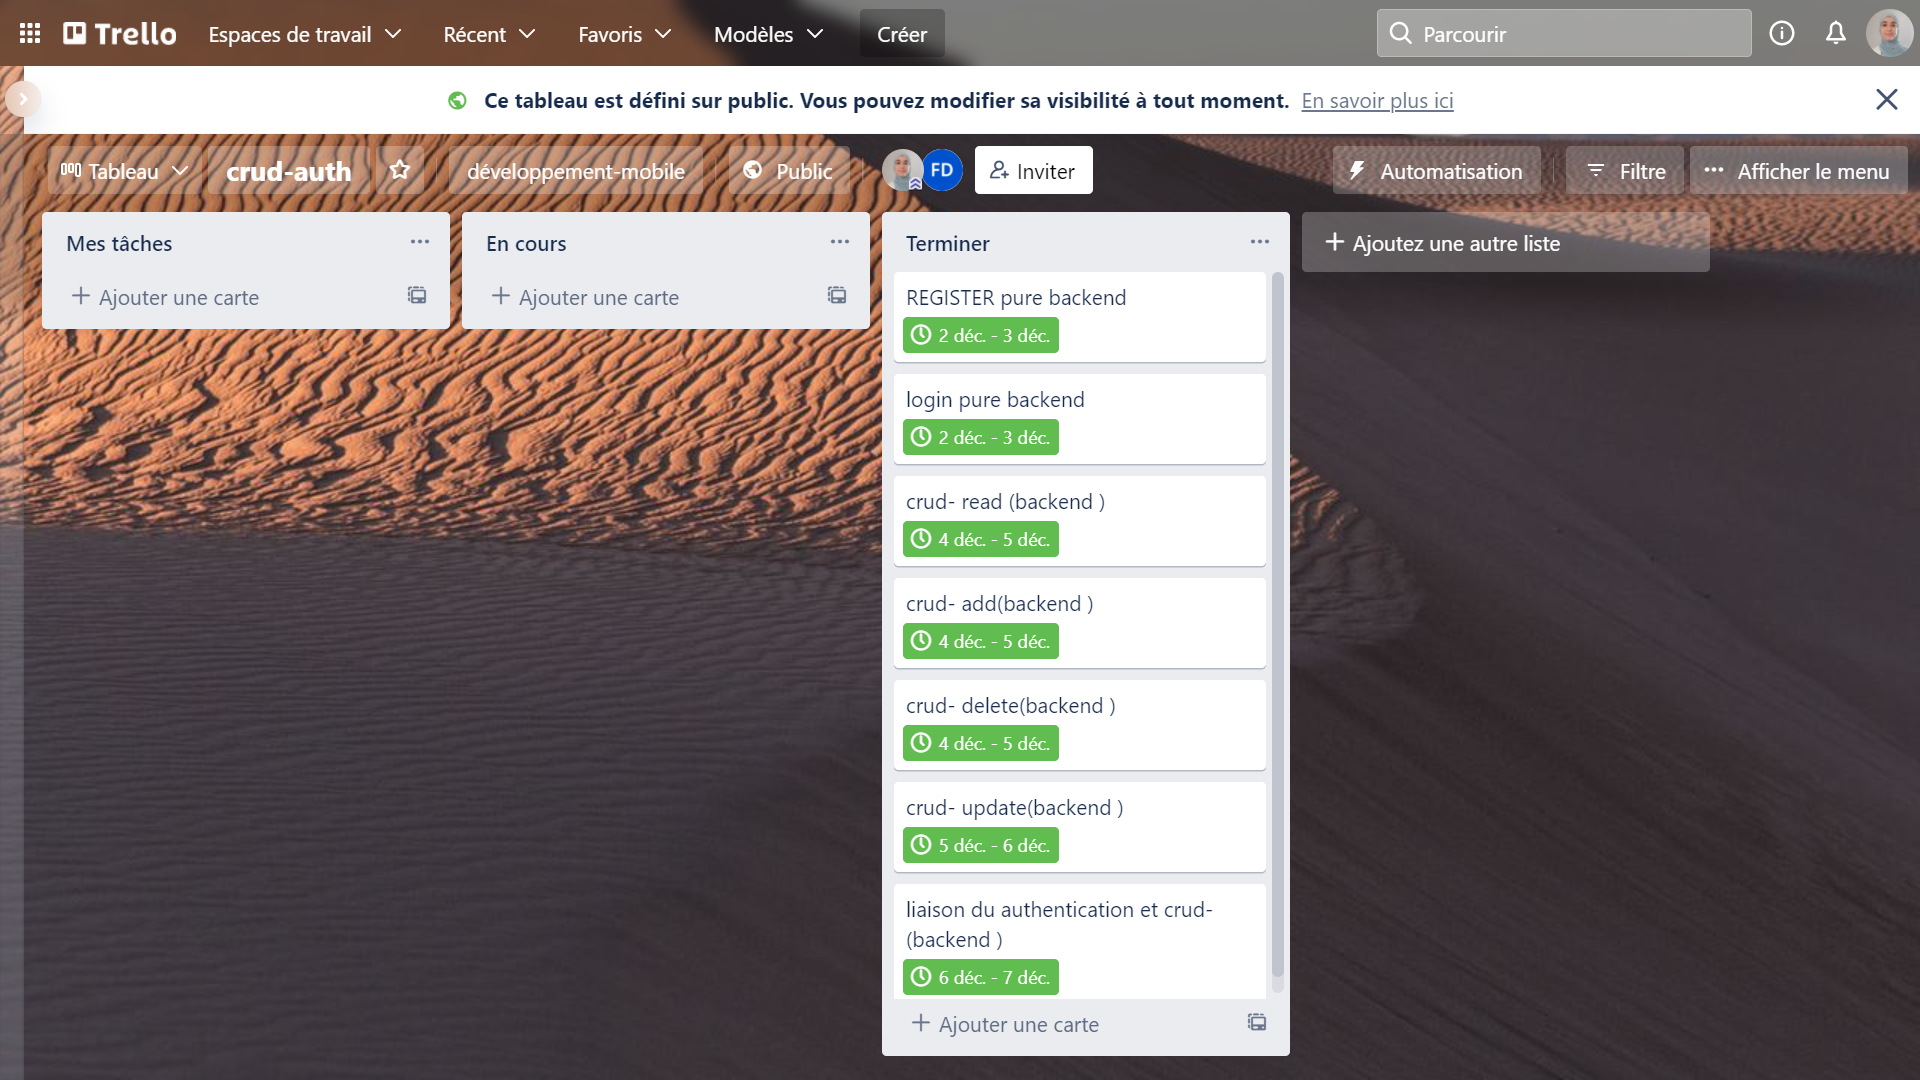 Trello
Espaces de travail
Récent
Favoris
Modèles
Créer
Parcourir
Ce tableau est défini sur public. Vous pouvez modifier sa visibilité à tout moment. En savoir plus ici
Tableau
crud-auth
développement-mobile
Public
FD
Inviter
Automatisation
Filtre
Afficher le menu
Mes tâches
Ajouter une carte
En cours
Ajouter une carte
Terminer
REGISTER pure backend
2 déc. - 3 déc.
login pure backend
2 déc. - 3 déc.
crud- read (backend )
4 déc. - 5 déc.
crud- add(backend )
4 déc. - 5 déc.
crud- delete(backend )
4 déc. - 5 déc.
crud- update(backend )
5 déc. - 6 déc.
liaison du authentication et crud-
(backend )
6 déc. - 7 déc.
Ajouter une carte
Ajoutez une autre liste